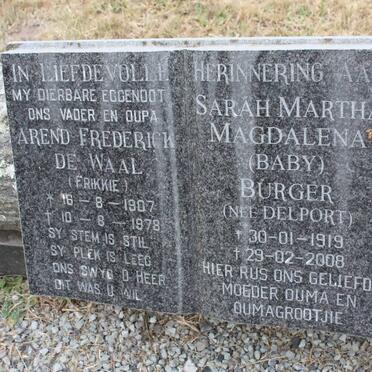 IN LIEFDEVOLLE HERINNERING AAN
MY DIERBARE EGGENOOT
ONS VADER EN OUPA
AREND FREDERICK
DE WAAL
(FRIKKIE)
* 16-8-1907
† 10-6-1978
SY STEM IS STIL
SY PLEK IS LEEG
ONS SWYG O HEER
DIT WAS U WIL
SARAH MARTHA
MAGDALENA
(BABY)
BURGER
(NEE DELPORT)
† 30-01-1919
† 29-02-2008
HIER RUS ONS GELIEFDE
MOEDER OUMA EN
OUMAGROOTJIE